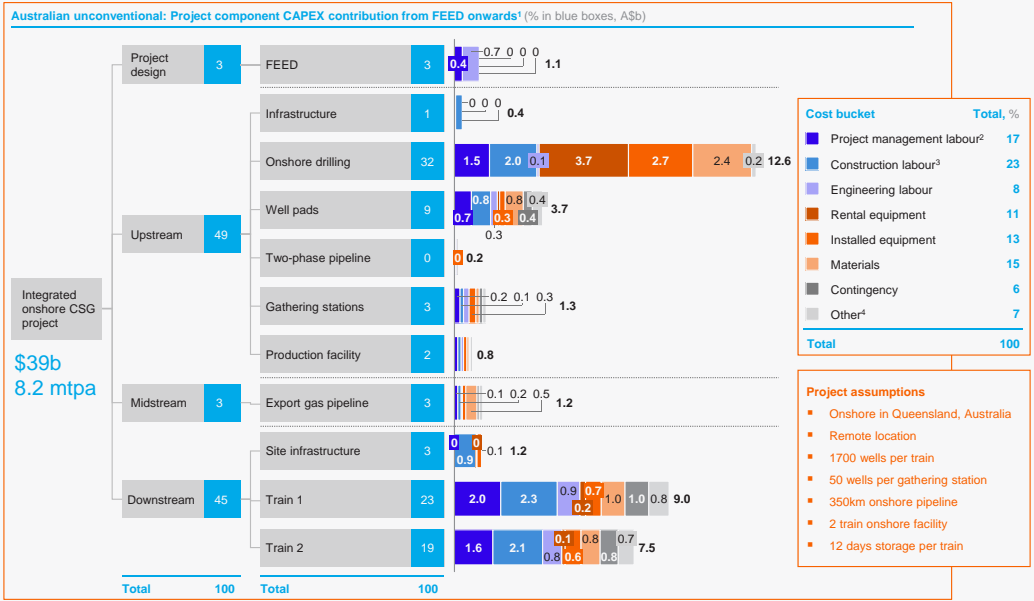 Australian unconventional: Project component CAPEX contribution from FEED onwards¹ (% in blue boxes, A$b)
Integrated
onshore CSG
project
$39b
8.2 mtpa
Project
design
3
FEED
3
0.4
0.7 0 0 0
1.1
Upstream
49
Infrastructure
1
0 0 0
0.4
Onshore drilling
32
1.5 2.0 0.1 3.7 2.7 2.4 0.2 12.6
Well pads
9
0.8 0.8 0.4
0.7 0.3 0.4
0.3
3.7
Two-phase pipeline
0
0 0.2
Gathering stations
3
0.2 0.1 0.3
1.3
Production facility
2
0.8
Midstream
3
Export gas pipeline
3
0.1 0.2 0.5
1.2
Downstream
45
Site infrastructure
3
0 0
0.9
0.1 1.2
Train 1
23
2.0 2.3 0.9 0.7 1.0 1.0 0.8 9.0
0.2
Train 2
19
1.6 2.1 0.1 0.8 0.7 7.5
0.8 0.6 0.8
Total 100
Total 100
Cost bucket Total, %
Project management labour² 17
Construction labour³ 23
Engineering labour 8
Rental equipment 11
Installed equipment 13
Materials 15
Contingency 6
Other⁴ 7
Total 100
Project assumptions
▪ Onshore in Queensland, Australia
▪ Remote location
▪ 1700 wells per train
▪ 50 wells per gathering station
▪ 350km onshore pipeline
▪ 2 train onshore facility
▪ 12 days storage per train